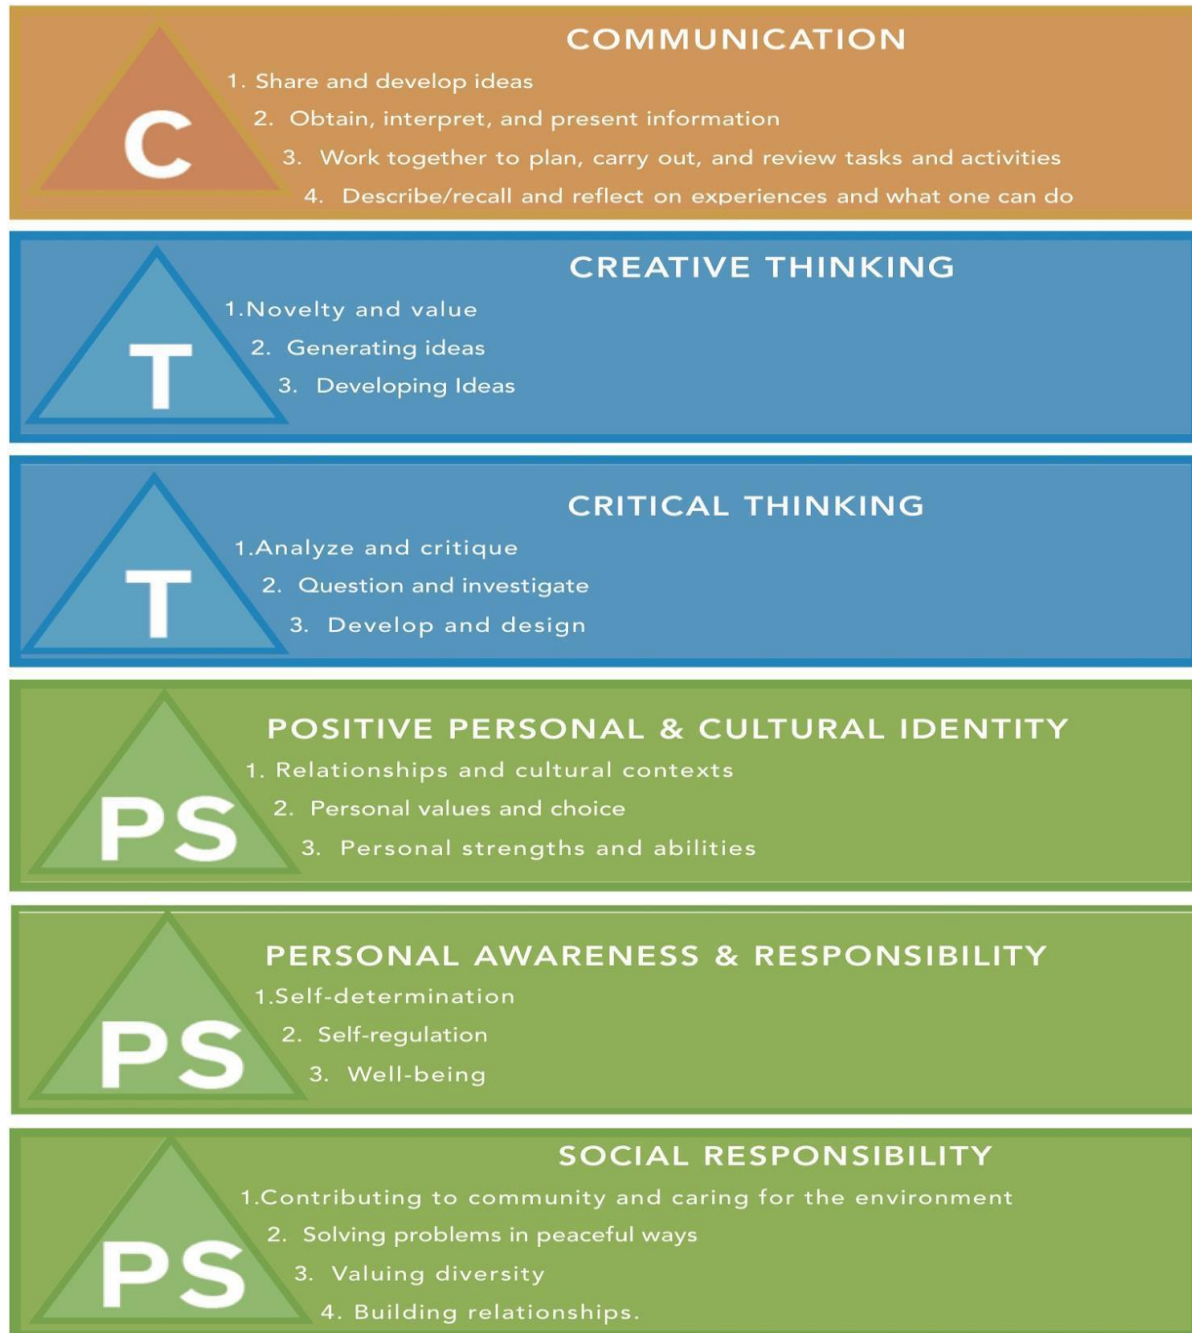 COMMUNICATION
1. Share and develop ideas
2. Obtain, interpret, and present information
3. Work together to plan, carry out, and review tasks and activities
4. Describe/recall and reflect on experiences and what one can do
C
CREATIVE THINKING
1.Novelty and value
2. Generating ideas
3. Developing Ideas
T
CRITICAL THINKING
1.Analyze and critique
2. Question and investigate
3. Develop and design
T
POSITIVE PERSONAL & CULTURAL IDENTITY
1. Relationships and cultural contexts
2. Personal values and choice
3. Personal strengths and abilities
PS
PERSONAL AWARENESS & RESPONSIBILITY
1.Self-determination
2. Self-regulation
3. Well-being
PS
SOCIAL RESPONSIBILITY
1.Contributing to community and caring for the environment
2. Solving problems in peaceful ways
3. Valuing diversity
4. Building relationships.
PS